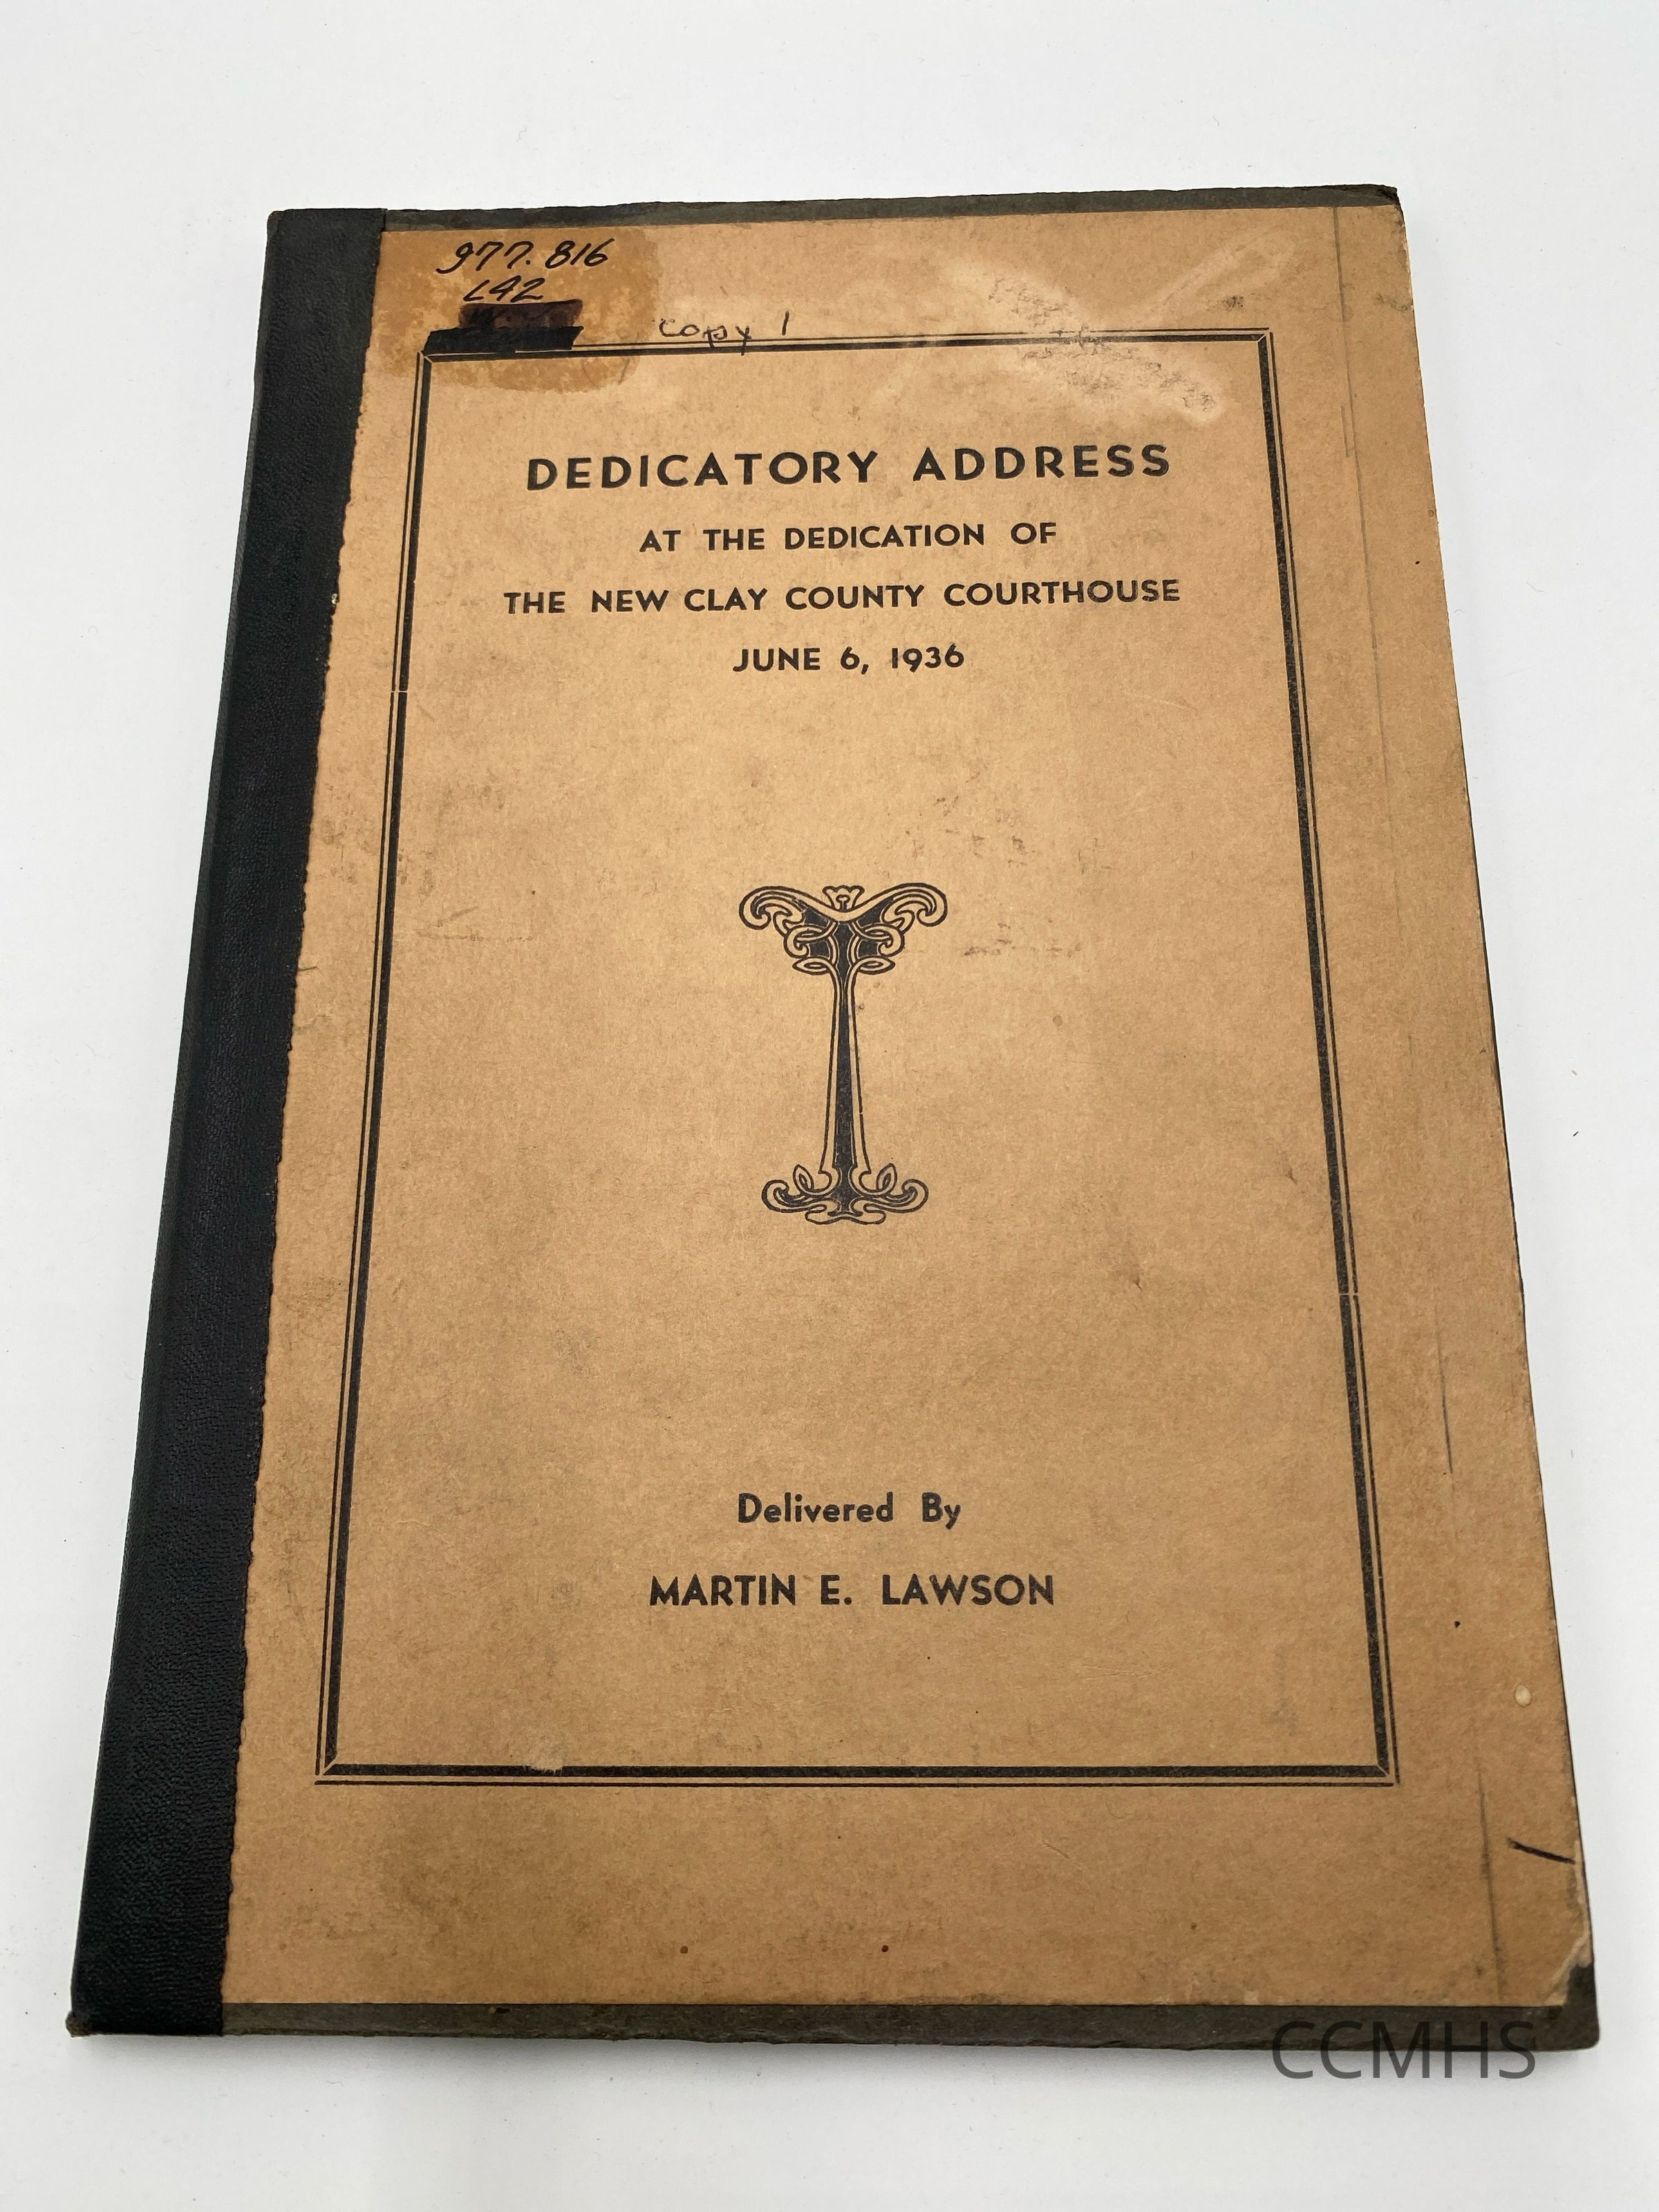 977.816
L42
Copy 1
DEDICATORY ADDRESS
AT THE DEDICATION OF
THE NEW CLAY COUNTY COURTHOUSE
JUNE 6, 1936
Delivered By
MARTIN E. LAWSON
CCMHS